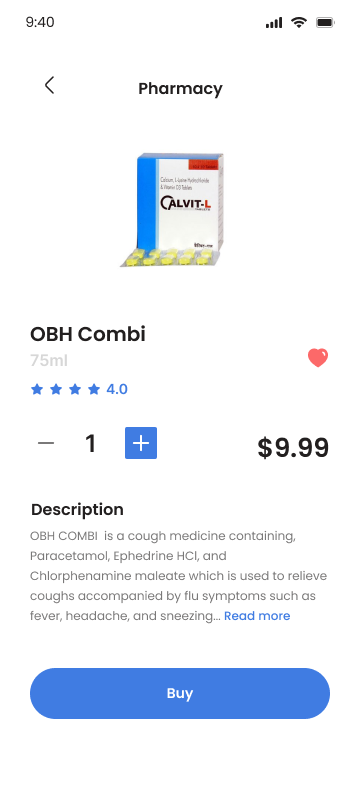 9:40
Pharmacy
Calcium, L-Lysine Hydrochloride
& Vitamin D3 Tablets
CALVIT-L
TABLETS
OBH Combi
75ml
4.0
1
$9.99
Description
OBH COMBI  is a cough medicine containing,
Paracetamol, Ephedrine HCl, and
Chlorphenamine maleate which is used to relieve
coughs accompanied by flu symptoms such as
fever, headache, and sneezing... Read more
Buy